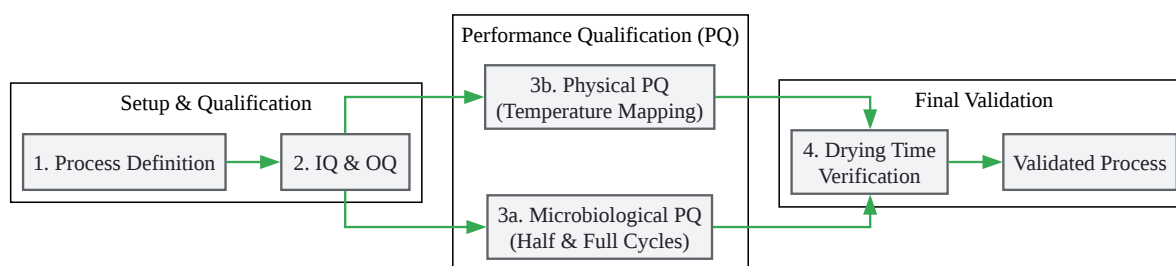 Setup & Qualification
1. Process Definition
2. IQ & OQ
Performance Qualification (PQ)
3b. Physical PQ
(Temperature Mapping)
3a. Microbiological PQ
(Half & Full Cycles)
Final Validation
4. Drying Time
Verification
Validated Process